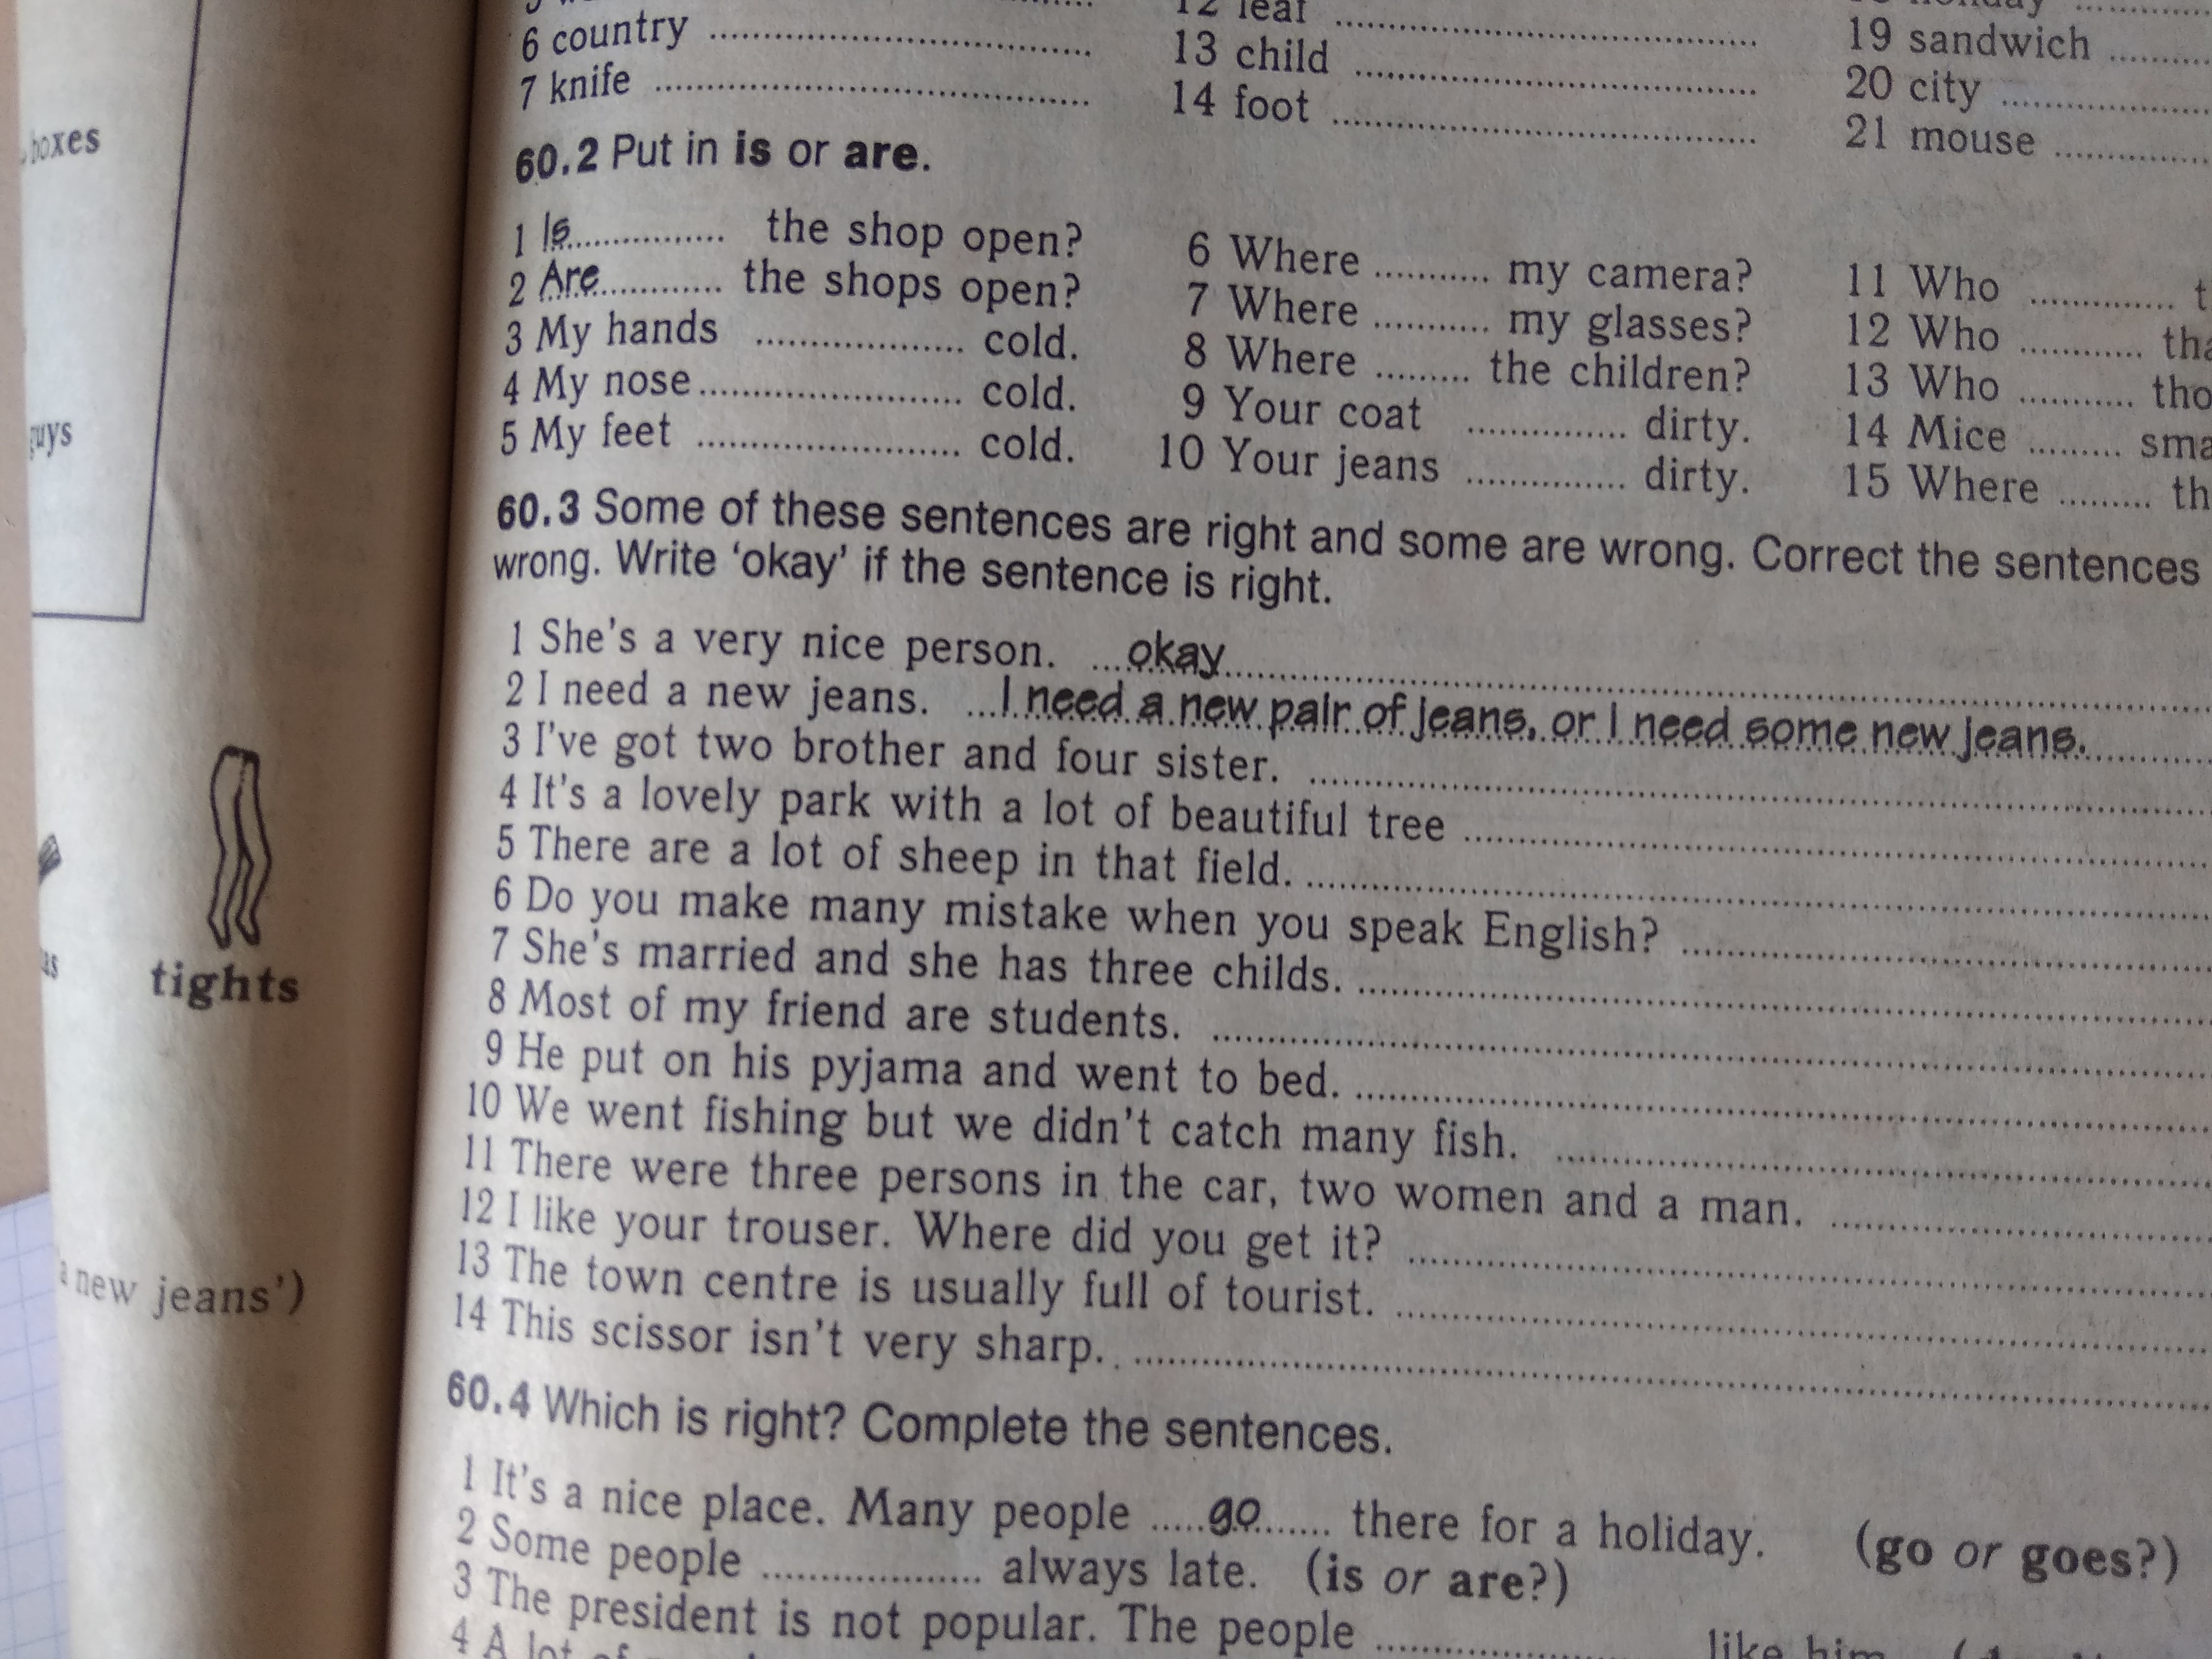 boxes
tights
new jeans')
6 country ........
12 leaf ........
7 knife ........
13 child ........
19 sandwich ........
14 foot ........
20 city ........
21 mouse ........
60.2 Put in is or are.
1 Is ........ the shop open?
2 Are ........ the shops open?
3 My hands ........ cold.
4 My nose ........ cold.
5 My feet ........ cold.
6 Where ........ my camera?
7 Where ........ my glasses?
8 Where ........ the children?
9 Your coat ........ dirty.
10 Your jeans ........ dirty.
11 Who ........
12 Who ........
13 Who ........
14 Mice ........
15 Where ........
60.3 Some of these sentences are right and some are wrong. Correct the sentences
wrong. Write ‘okay’ if the sentence is right.
1 She's a very nice person. okay
2 I need a new jeans. I need a new pair of jeans, or I need some new jeans.
3 I've got two brother and four sister. ........
4 It's a lovely park with a lot of beautiful tree ........
5 There are a lot of sheep in that field. ........
6 Do you make many mistake when you speak English? ........
7 She's married and she has three childs. ........
8 Most of my friend are students. ........
9 He put on his pyjama and went to bed. ........
10 We went fishing but we didn't catch many fish. ........
11 There were three persons in the car, two women and a man. ........
12 I like your trouser. Where did you get it? ........
13 The town centre is usually full of tourist. ........
14 This scissor isn't very sharp. ........
60.4 Which is right? Complete the sentences.
1 It's a nice place. Many people go there for a holiday. (go or goes?)
2 Some people ........ always late. (is or are?)
3 The president is not popular. The people ........ like him.
4 A lot of